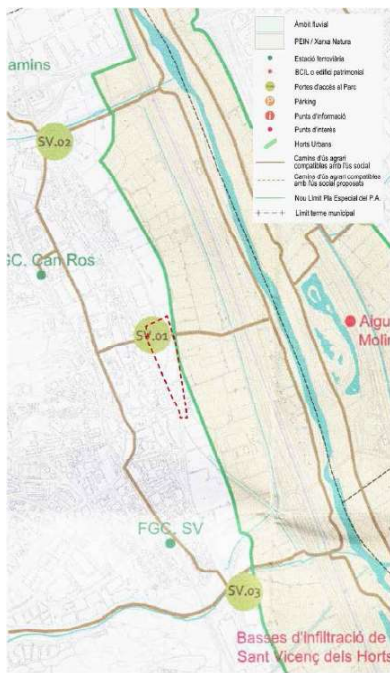 Àmbit fluvial
PEIN / Xarxa Natura
Estació ferroviària
BCIL o edifici patrimonial
Portes d'accés al Parc
P
Pàrking
i
Punts d'informació
Punts d'interès
Horts Urbans
Camins d'ús agrari
compatibles amb l'ús social
Camins d'ús agrari compatibles
amb l'ús social proposats
Nou Límit Pla Especial del P.A.
Límit terme municipal
amins
SV.02
GC, Can Ros
SV.01
Aigu
Molin
FGC, SV
SV.03
Basses d'Infiltració de
Sant Vicenç dels Horts